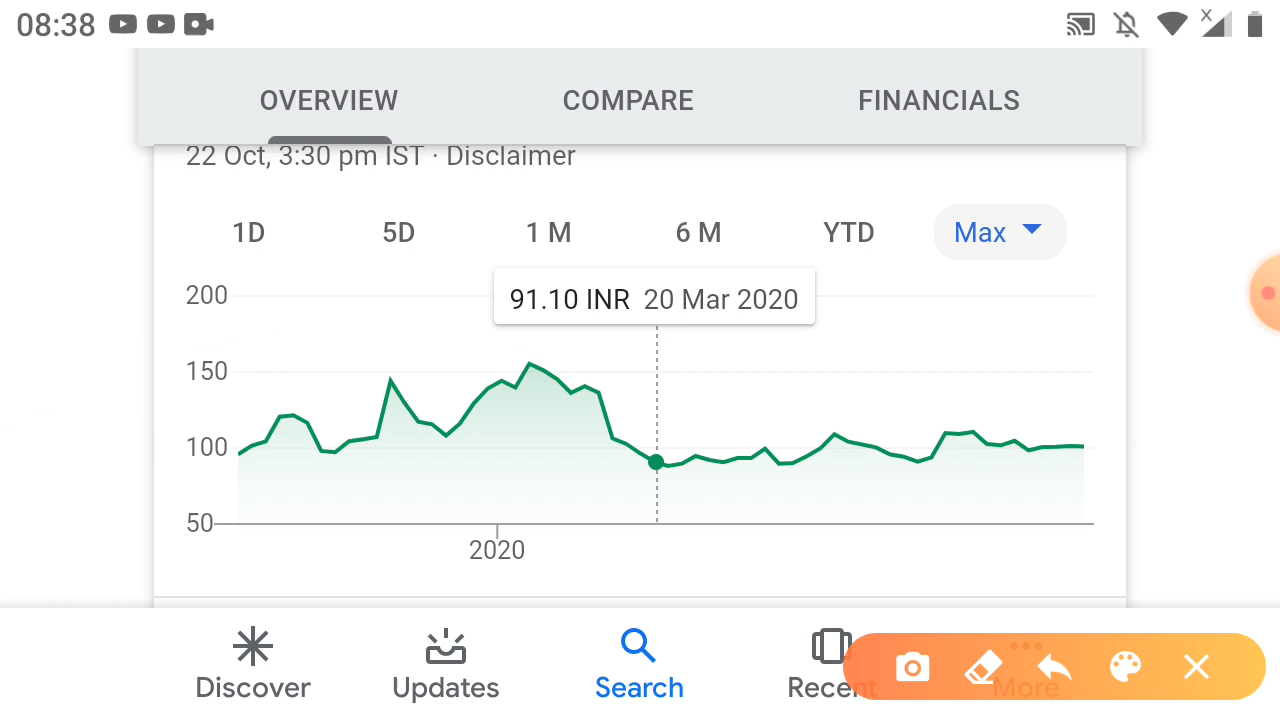 08:38
X
OVERVIEW COMPARE FINANCIALS
22 Oct, 3:30 pm IST · Disclaimer
1D 5D 1 M 6 M YTD Max
200
91.10 INR 20 Mar 2020
150
100
50
2020
Discover Updates Search Recent More